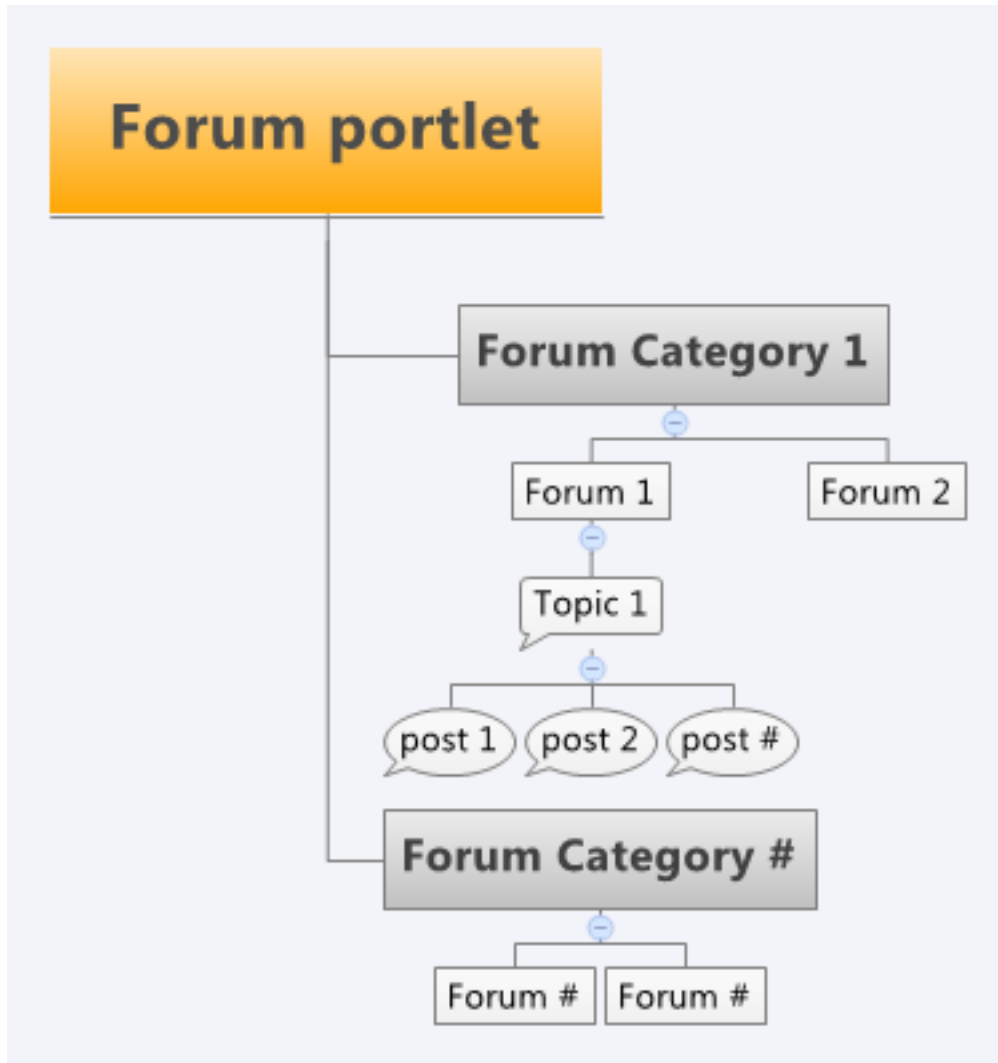 Forum portlet
Forum Category 1
Forum 1
Forum 2
Topic 1
post 1
post 2
post #
Forum Category #
Forum #
Forum #